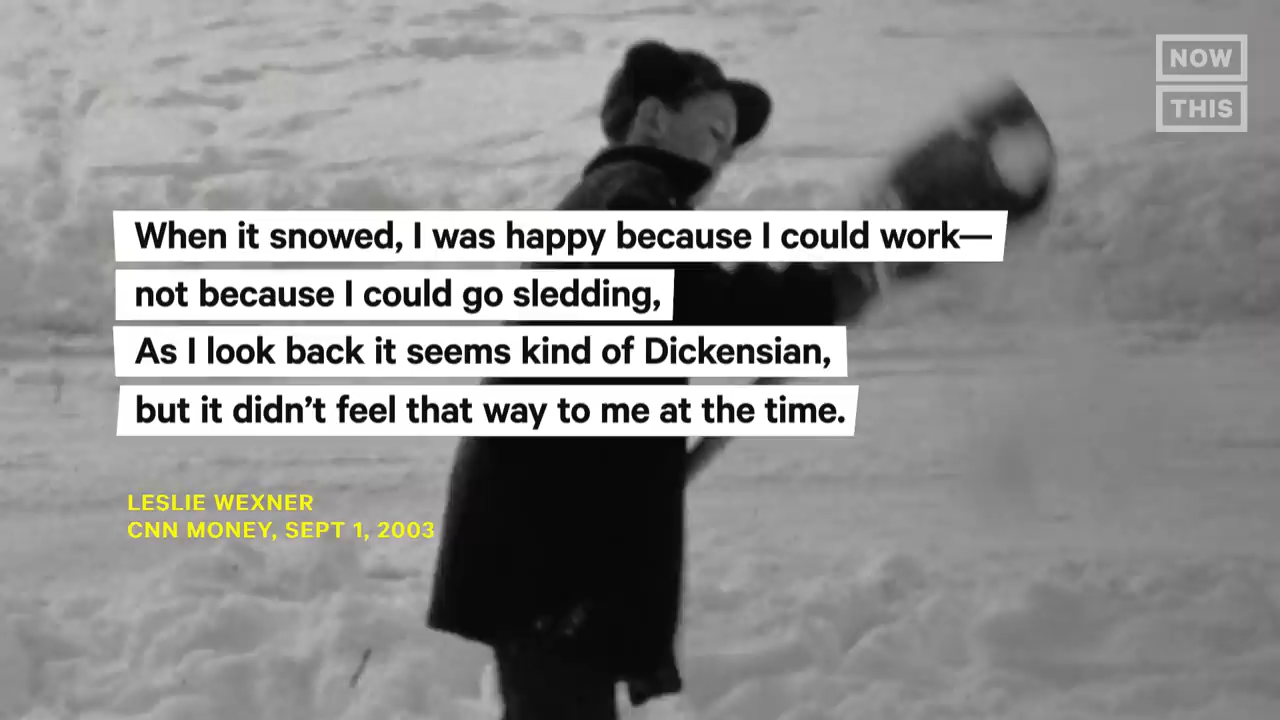 NOW
THIS
When it snowed, I was happy because I could work—
not because I could go sledding,
As I look back it seems kind of Dickensian,
but it didn’t feel that way to me at the time.
LESLIE WEXNER
CNN MONEY, SEPT 1, 2003